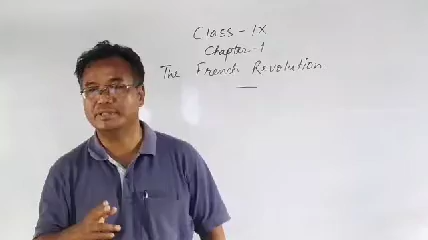 Class - IX
Chapter - 1
The French Revolution